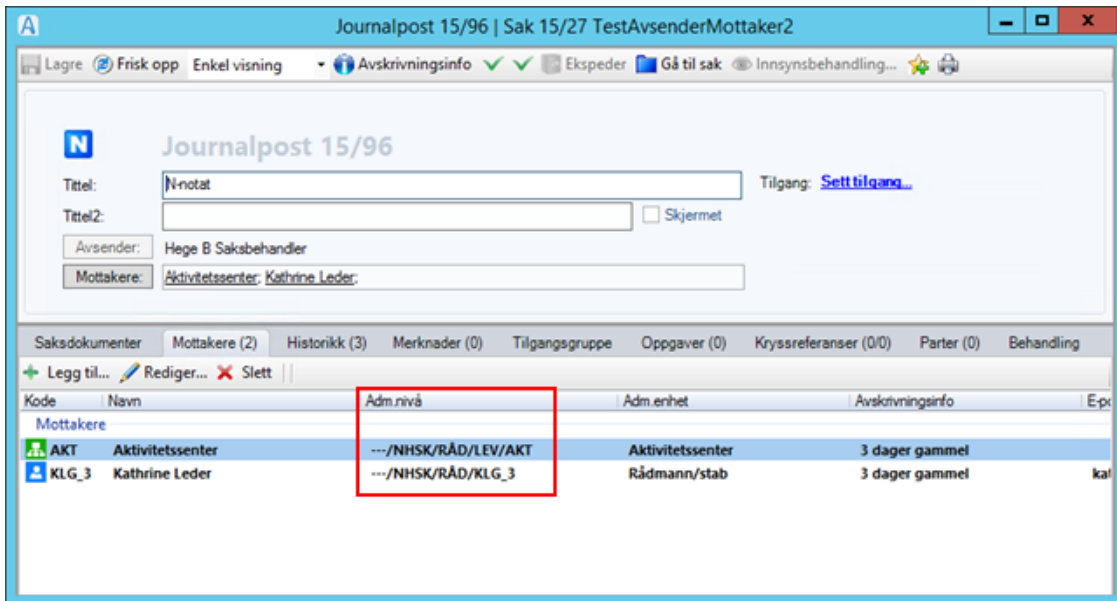 A Journalpost 15/96 | Sak 15/27 TestAvsenderMottaker2
Lagre Frisk opp Enkel visning Avskrivningsinfo Ekspeder Gå til sak Innsynsbehandling...
N Journalpost 15/96
Tittel: N-notat Tilgang: Sett tilgang...
Tittel2: Skjermet
Avsender: Hege B Saksbehandler
Mottakere: Aktivitetssenter; Kathrine Leder;
Saksdokumenter Mottakere (2) Historikk (3) Merknader (0) Tilgangsgruppe Oppgaver (0) Kryssreferanser (0/0) Parter (0) Behandling
Legg til... Rediger... Slett
Kode Navn Adm.nivå Adm.enhet Avskrivningsinfo E-po
Mottakere
AKT Aktivitetssenter ---/NHSK/RÅD/LEV/AKT Aktivitetssenter 3 dager gammel
KLG_3 Kathrine Leder ---/NHSK/RÅD/KLG_3 Rådmann/stab 3 dager gammel kat